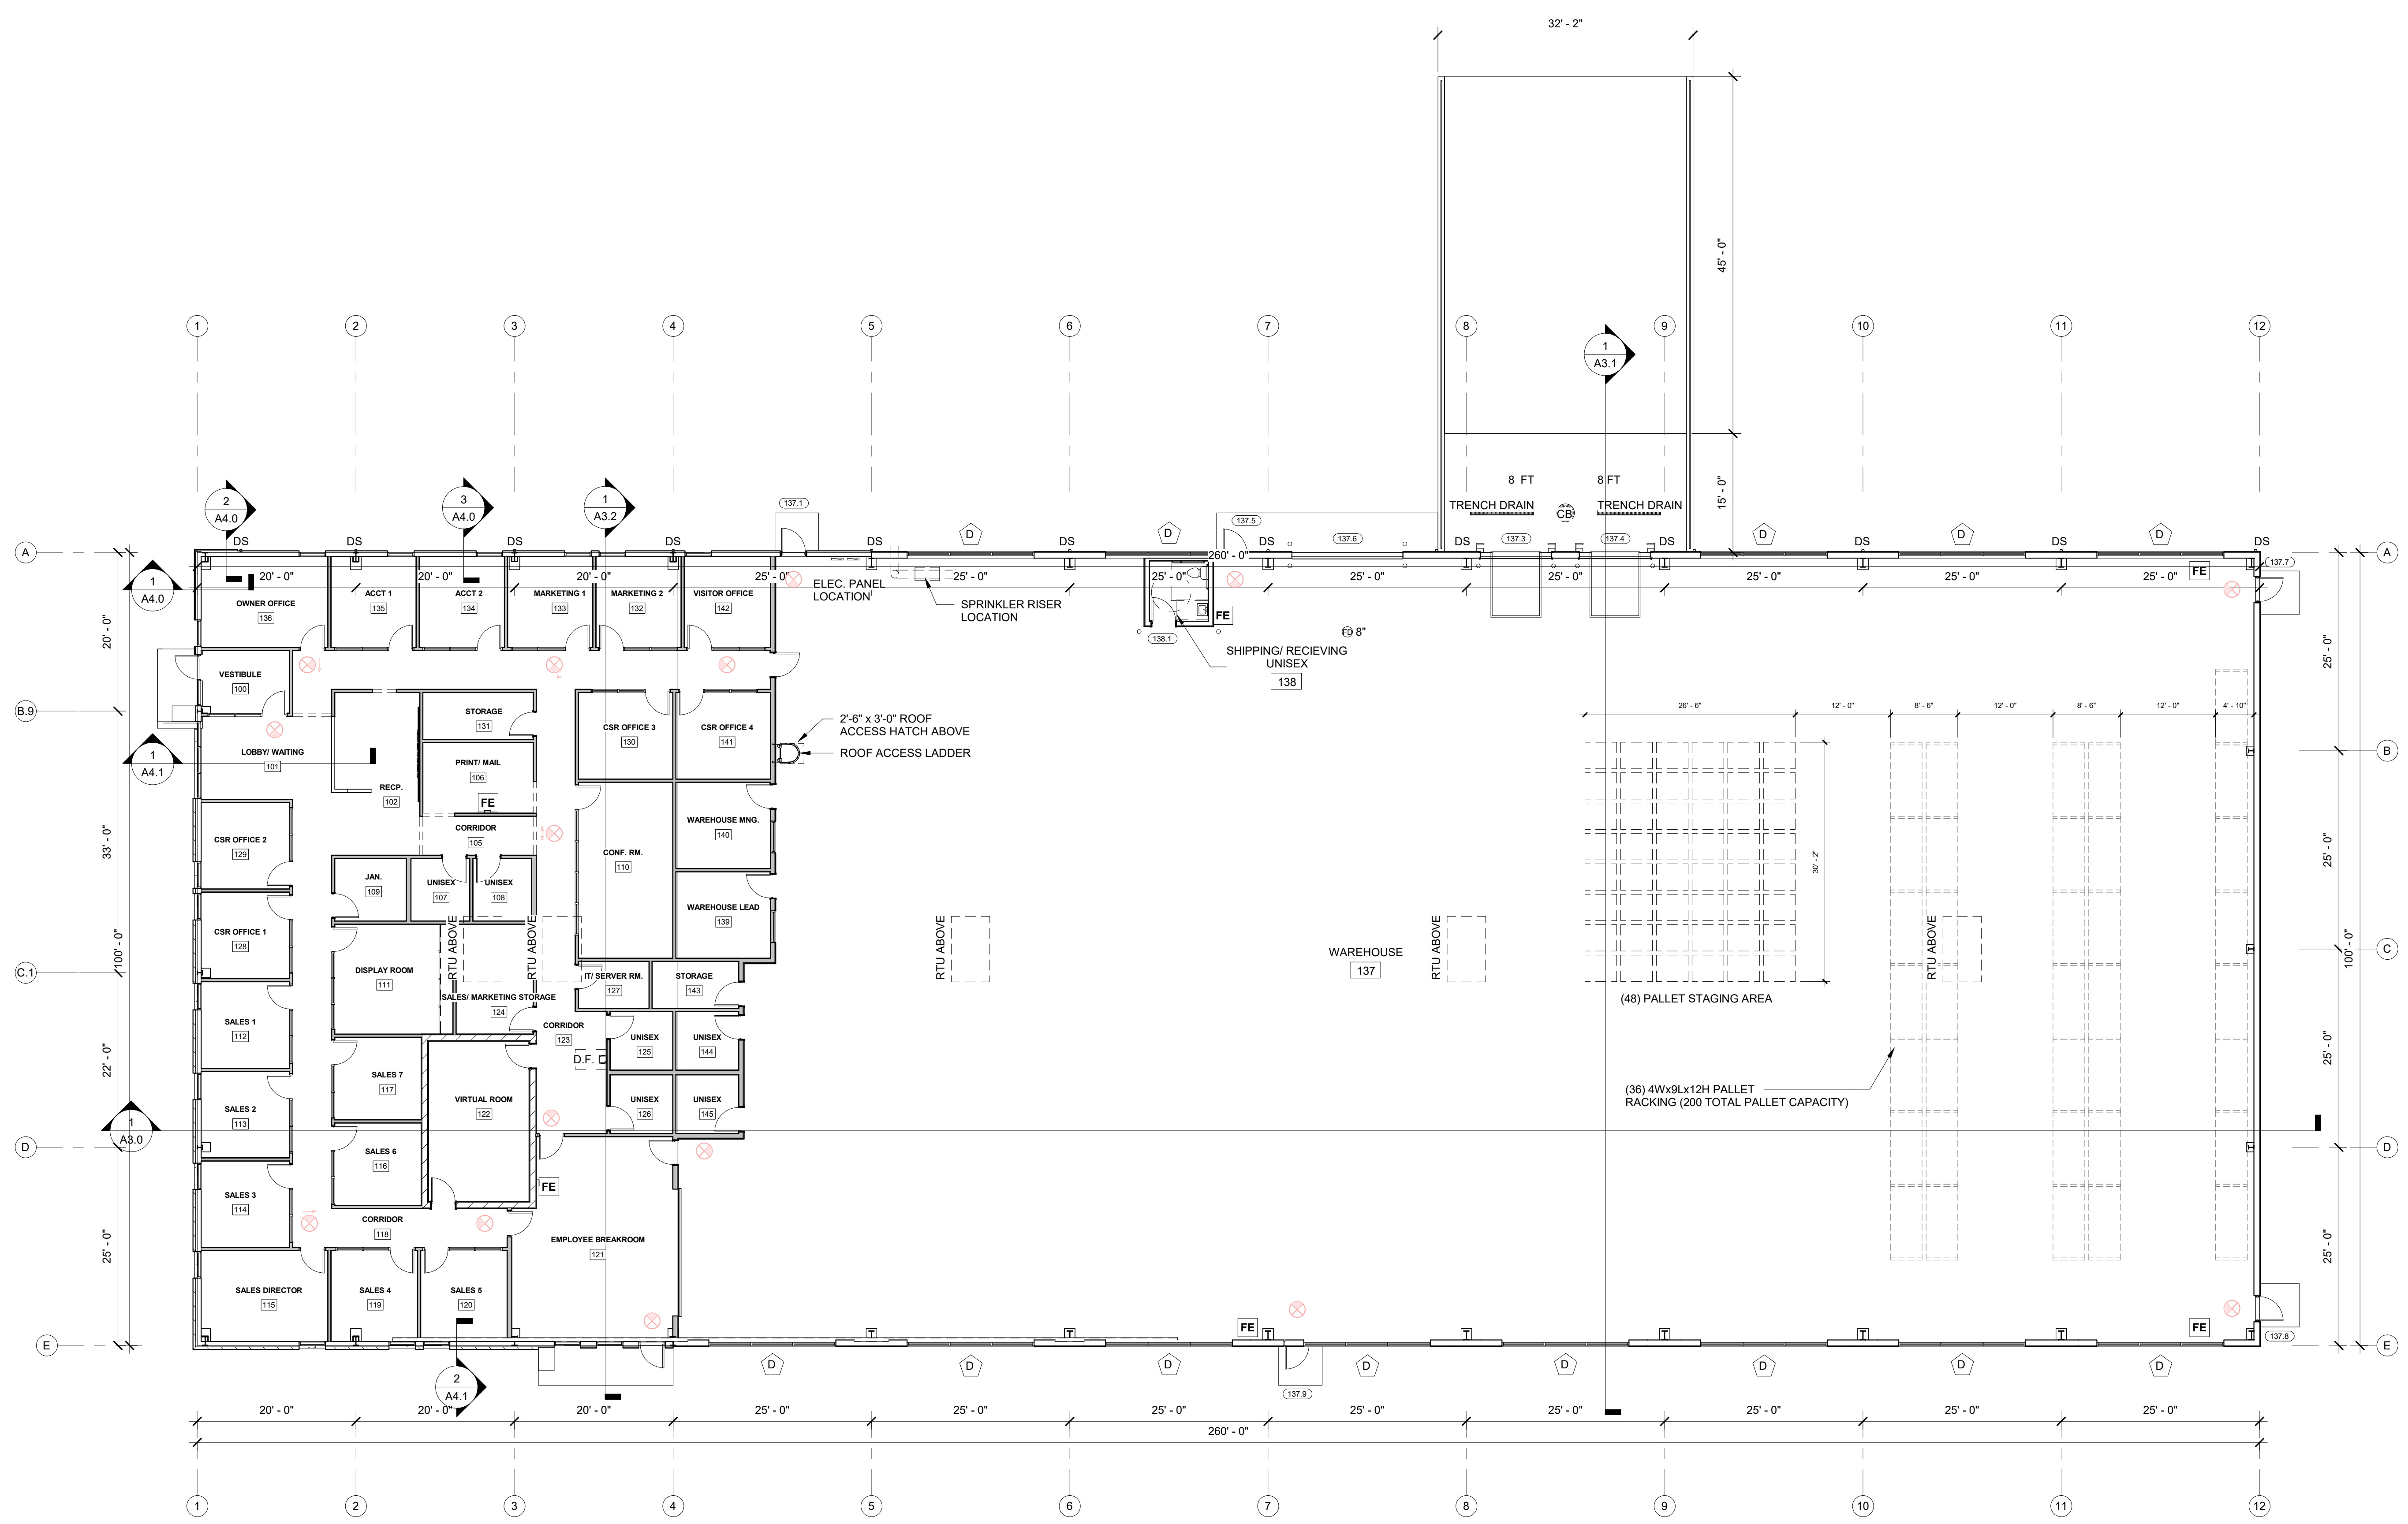 32' - 2"
45' - 0"
15' - 0"
1 2 3 4 5 6 7 8 9 10 11 12
1
A3.1
8 FT
TRENCH DRAIN
CB
8 FT
TRENCH DRAIN
2
A4.0
3
A4.0
1
A3.2
137.1
137.5
137.6
137.3
137.4
D D D D D
DS DS DS DS DS DS DS DS DS DS DS DS
A
A
260' - 0"
20' - 0" 20' - 0" 20' - 0" 25' - 0" 25' - 0" 25' - 0" 25' - 0" 25' - 0" 25' - 0" 25' - 0" 25' - 0"
1
A4.0
137.7
FE
ELEC. PANEL
LOCATION
SPRINKLER RISER
LOCATION
OWNER OFFICE
136
ACCT 1
135
ACCT 2
134
MARKETING 1
133
MARKETING 2
132
VISITOR OFFICE
142
138.1
FE
FD 8"
SHIPPING/ RECIEVING
UNISEX
138
20' - 0"
25' - 0"
VESTIBULE
100
B.9
STORAGE
131
CSR OFFICE 3
130
CSR OFFICE 4
141
2'-6" x 3'-0" ROOF
ACCESS HATCH ABOVE
ROOF ACCESS LADDER
26' - 6" 12' - 0" 8' - 6" 12' - 0" 8' - 6" 12' - 0" 4' - 10"
B
1
A4.1
LOBBY/ WAITING
101
PRINT/ MAIL
106
FE
RECP.
102
CORRIDOR
105
33' - 0"
25' - 0"
30' - 2"
WAREHOUSE MNG.
140
CSR OFFICE 2
129
CONF. RM.
110
JAN.
109
UNISEX
107
UNISEX
108
WAREHOUSE LEAD
139
CSR OFFICE 1
128
100' - 0"
100' - 0"
RTU ABOVE
RTU ABOVE
RTU ABOVE
RTU ABOVE
RTU ABOVE
WAREHOUSE
137
C.1
C
DISPLAY ROOM
111
SALES/ MARKETING STORAGE
124
IT/ SERVER RM.
127
STORAGE
143
(48) PALLET STAGING AREA
SALES 1
112
CORRIDOR
123
D.F.
UNISEX
125
UNISEX
144
22' - 0"
25' - 0"
SALES 7
117
VIRTUAL ROOM
122
UNISEX
126
UNISEX
145
(36) 4Wx9Lx12H PALLET
RACKING (200 TOTAL PALLET CAPACITY)
SALES 2
113
1
A3.0
D
D
SALES 6
116
SALES 3
114
FE
CORRIDOR
118
EMPLOYEE BREAKROOM
121
25' - 0"
25' - 0"
SALES DIRECTOR
115
SALES 4
119
SALES 5
120
FE
FE
137.8
E
E
D D D D D D D D
2
A4.1
137.9
20' - 0" 20' - 0" 20' - 0" 25' - 0" 25' - 0" 25' - 0" 25' - 0" 25' - 0" 25' - 0" 25' - 0" 25' - 0"
260' - 0"
1 2 3 4 5 6 7 8 9 10 11 12